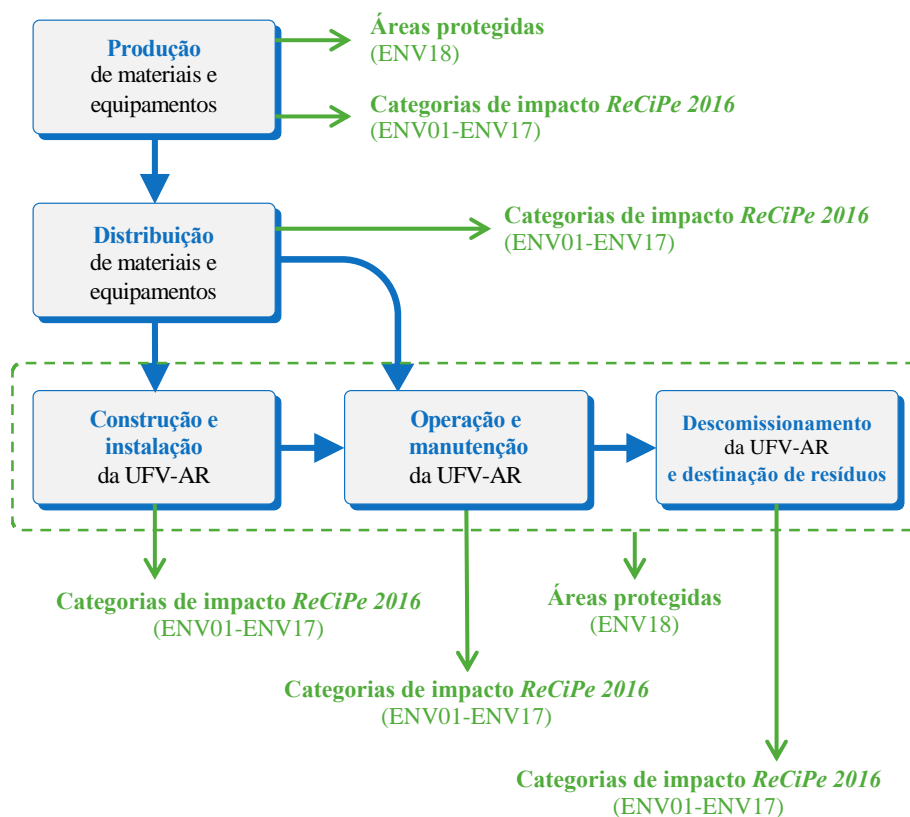 Produção
de materiais e
equipamentos
Áreas protegidas
(ENV18)
Categorias de impacto ReCiPe 2016
(ENV01-ENV17)
Distribuição
de materiais e
equipamentos
Categorias de impacto ReCiPe 2016
(ENV01-ENV17)
Construção e
instalação
da UFV-AR
Operação e
manutenção
da UFV-AR
Descomissionamento
da UFV-AR
e destinação de resíduos
Categorias de impacto ReCiPe 2016
(ENV01-ENV17)
Áreas protegidas
(ENV18)
Categorias de impacto ReCiPe 2016
(ENV01-ENV17)
Categorias de impacto ReCiPe 2016
(ENV01-ENV17)